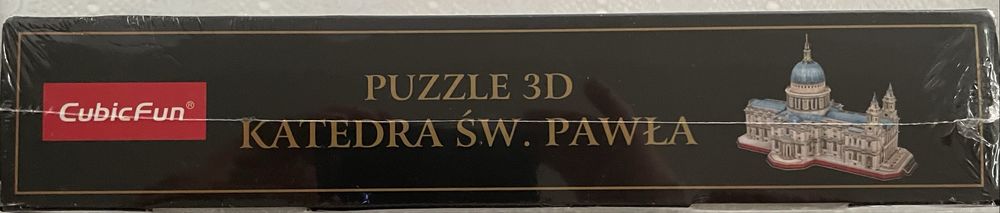 CubicFun®
PUZZLE 3D
KATEDRA ŚW. PAWŁA